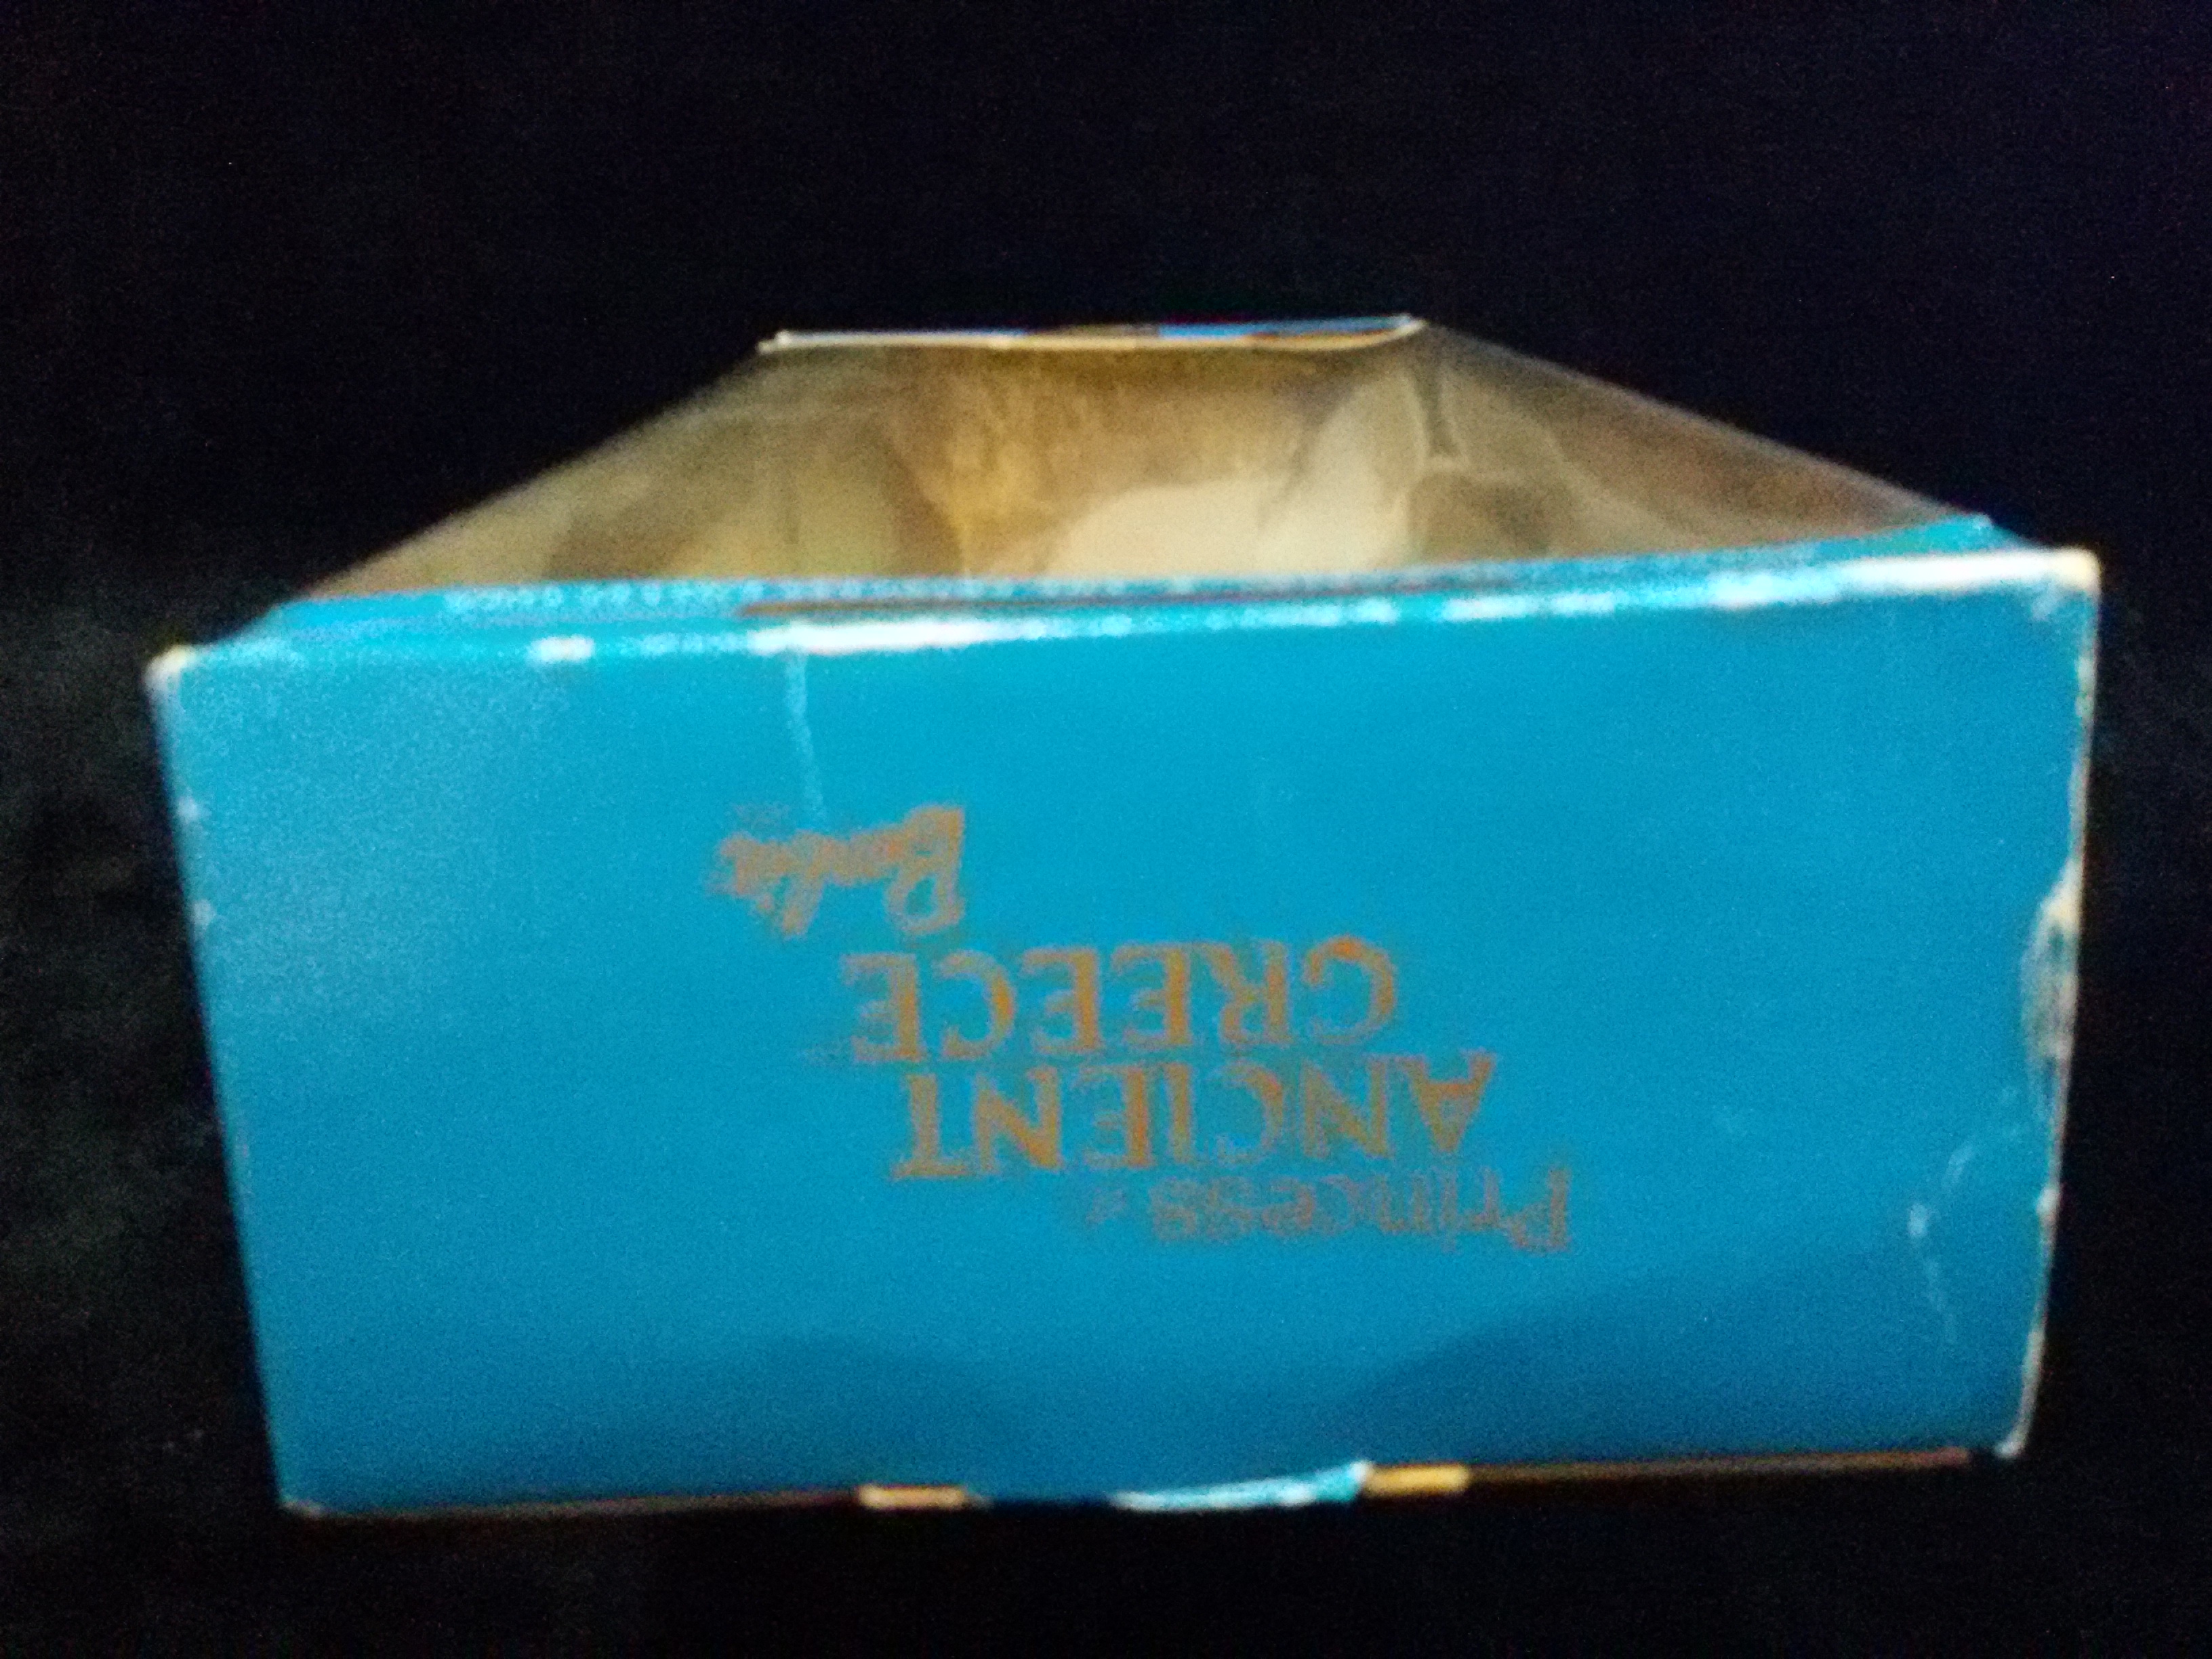 Princess of
ANCIENT
GREECE
Barbie